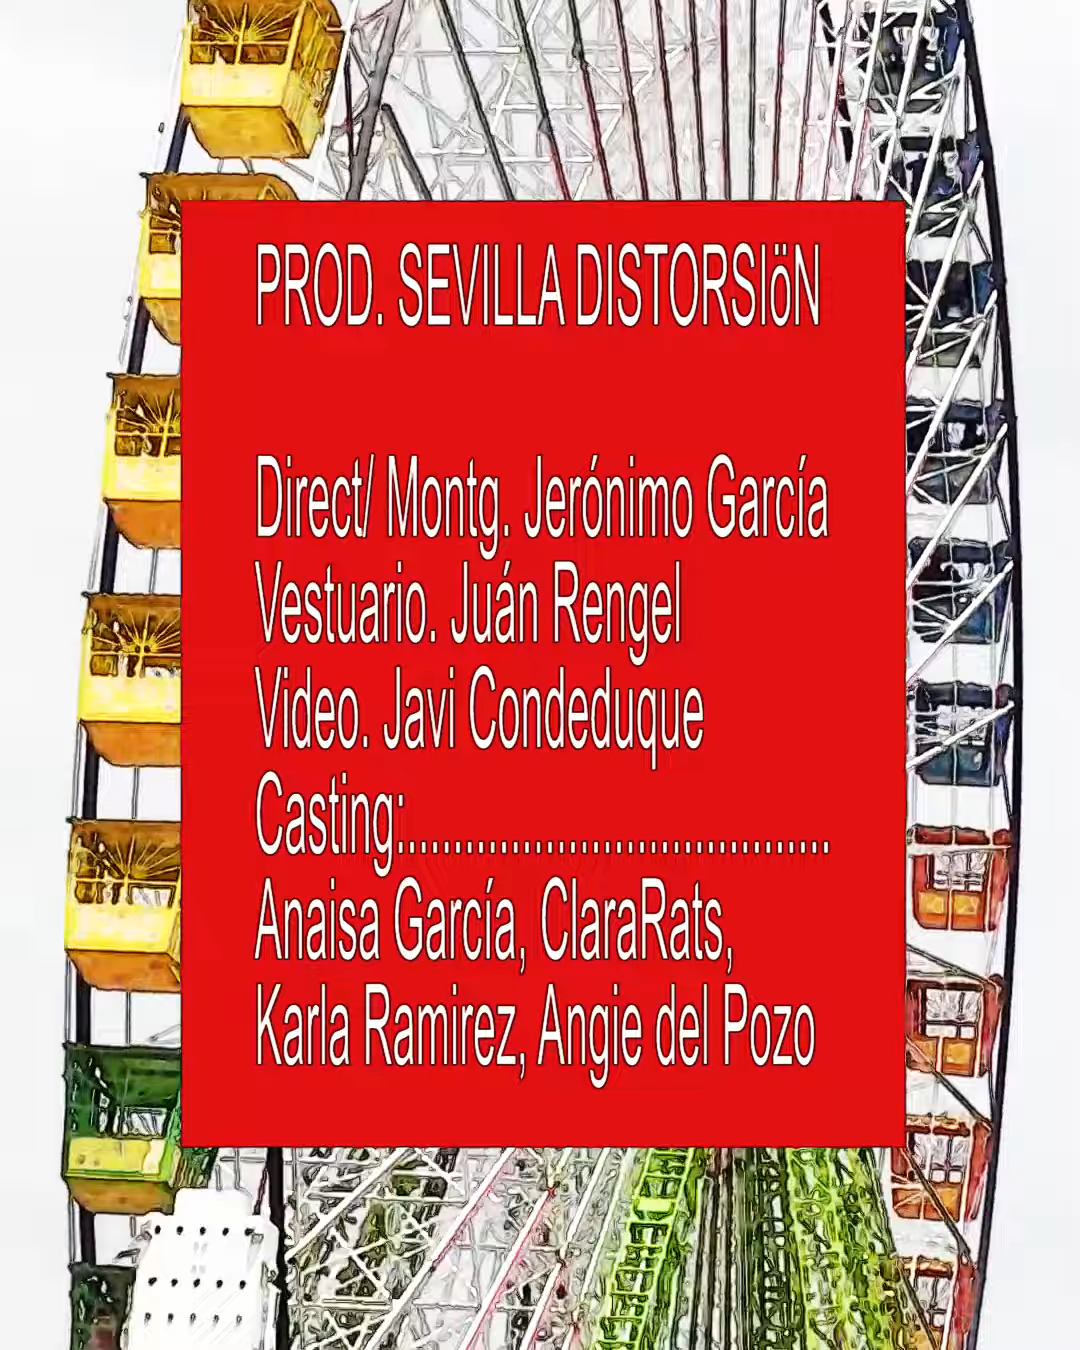 PROD. SEVILLA DISTORSIöN
Direct/ Montg. Jerónimo García
Vestuario. Juán Rengel
Video. Javi Condeduque
Casting:......................................
Anaisa García, ClaraRats,
Karla Ramirez, Angie del Pozo